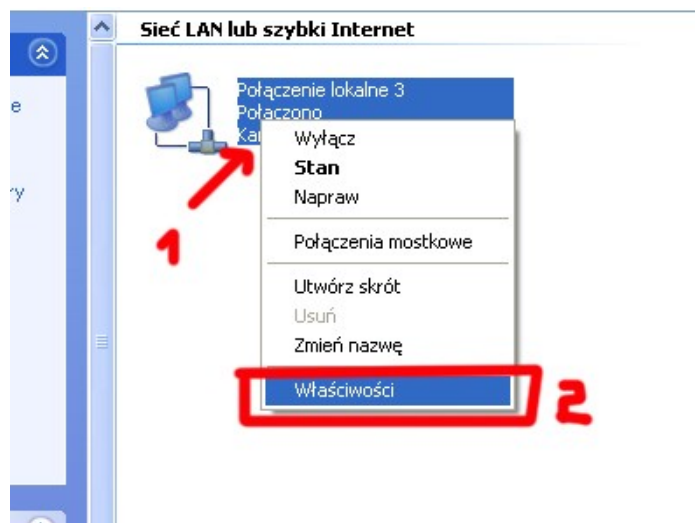 Sieć LAN lub szybki Internet
e
ry
Połączenie lokalne 3
Połączono
Wyłącz
Stan
Napraw
Połączenia mostkowe
Utwórz skrót
Usuń
Zmień nazwę
Właściwości
1
2